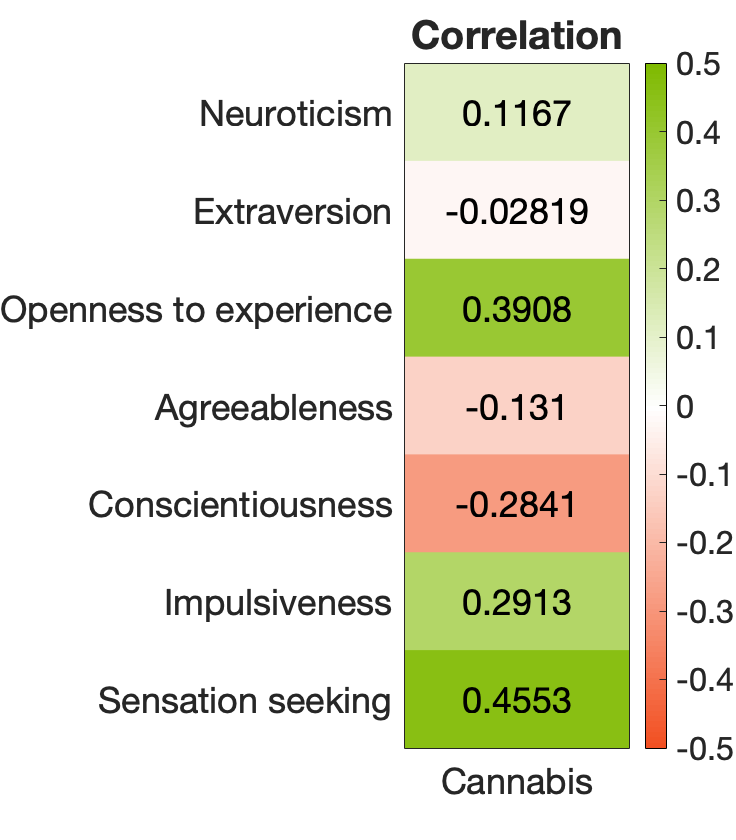 Correlation
Neuroticism 0.1167
Extraversion -0.02819
Openness to experience 0.3908
Agreeableness -0.131
Conscientiousness -0.2841
Impulsiveness 0.2913
Sensation seeking 0.4553
Cannabis
0.5
0.4
0.3
0.2
0.1
0
-0.1
-0.2
-0.3
-0.4
-0.5